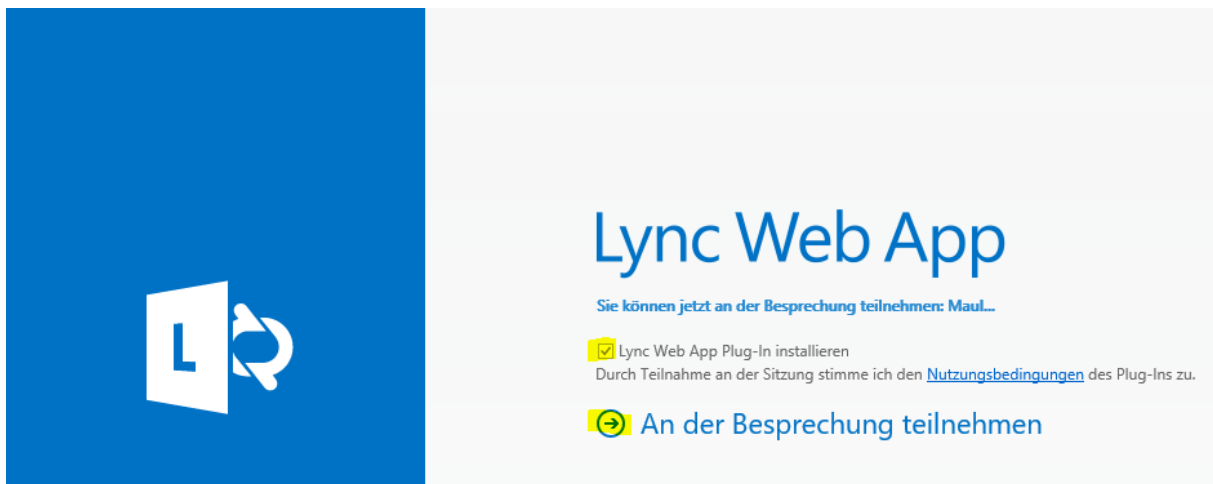 L
Lync Web App
Sie können jetzt an der Besprechung teilnehmen: Maul...
Lync Web App Plug-In installieren
Durch Teilnahme an der Sitzung stimme ich den Nutzungsbedingungen des Plug-Ins zu.
An der Besprechung teilnehmen